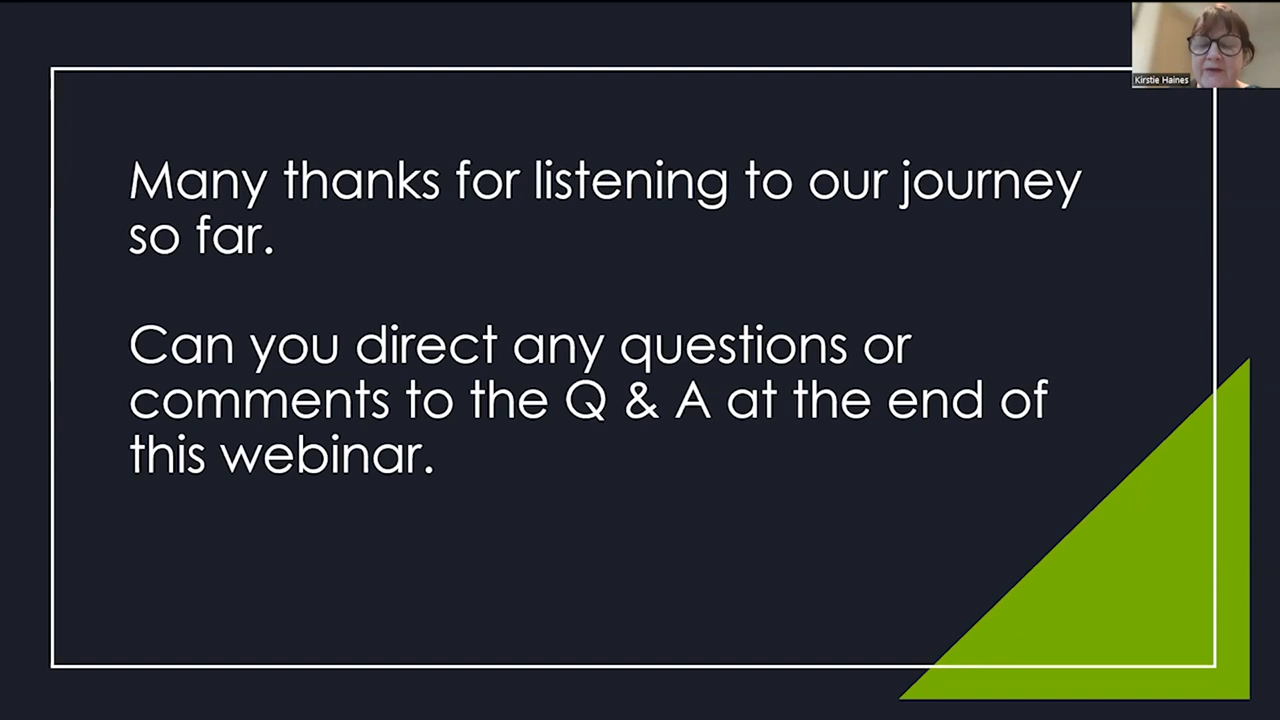 Kirstie Haines
Many thanks for listening to our journey
so far.
Can you direct any questions or
comments to the Q & A at the end of
this webinar.